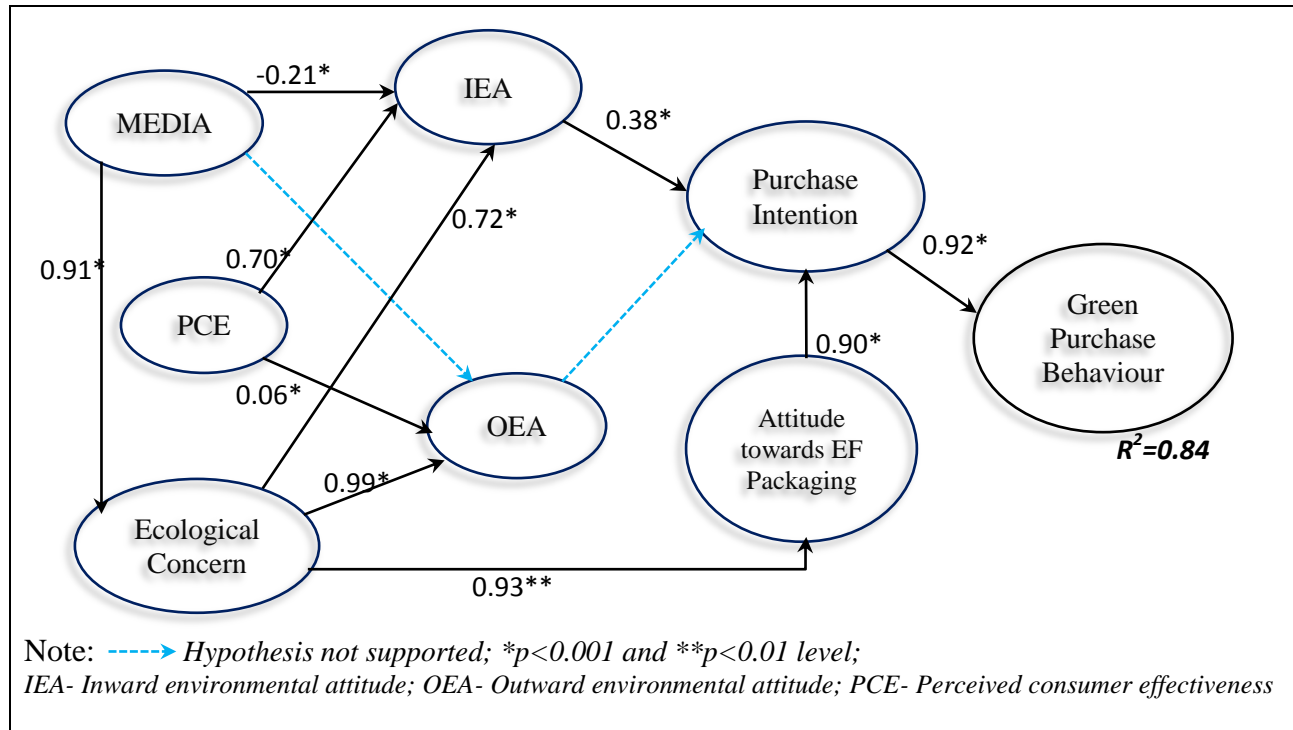 -0.21*
IEA
MEDIA
0.38*
Purchase
Intention
0.72*
0.92*
0.70*
0.91*
PCE
Green
Purchase
Behaviour
0.90*
0.06*
OEA
Attitude
towards EF
Packaging
R²=0.84
0.99*
Ecological
Concern
0.93**
Note: Hypothesis not supported; *p<0.001 and **p<0.01 level;
IEA- Inward environmental attitude; OEA- Outward environmental attitude; PCE- Perceived consumer effectiveness